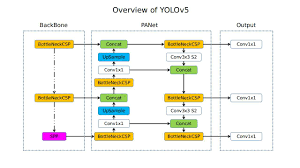 Overview of YOLOv5
BackBone PANet Output
BottleNeckCSP Concat BottleNeckCSP Conv1x1
UpSample Conv3x3 S2
Conv1x1 Concat
BottleNeckCSP
BottleNeckCSP Concat BottleNeckCSP Conv1x1
UpSample Conv3x3 S2
Conv1x1 Concat
SPP BottleNeckCSP BottleNeckCSP Conv1x1